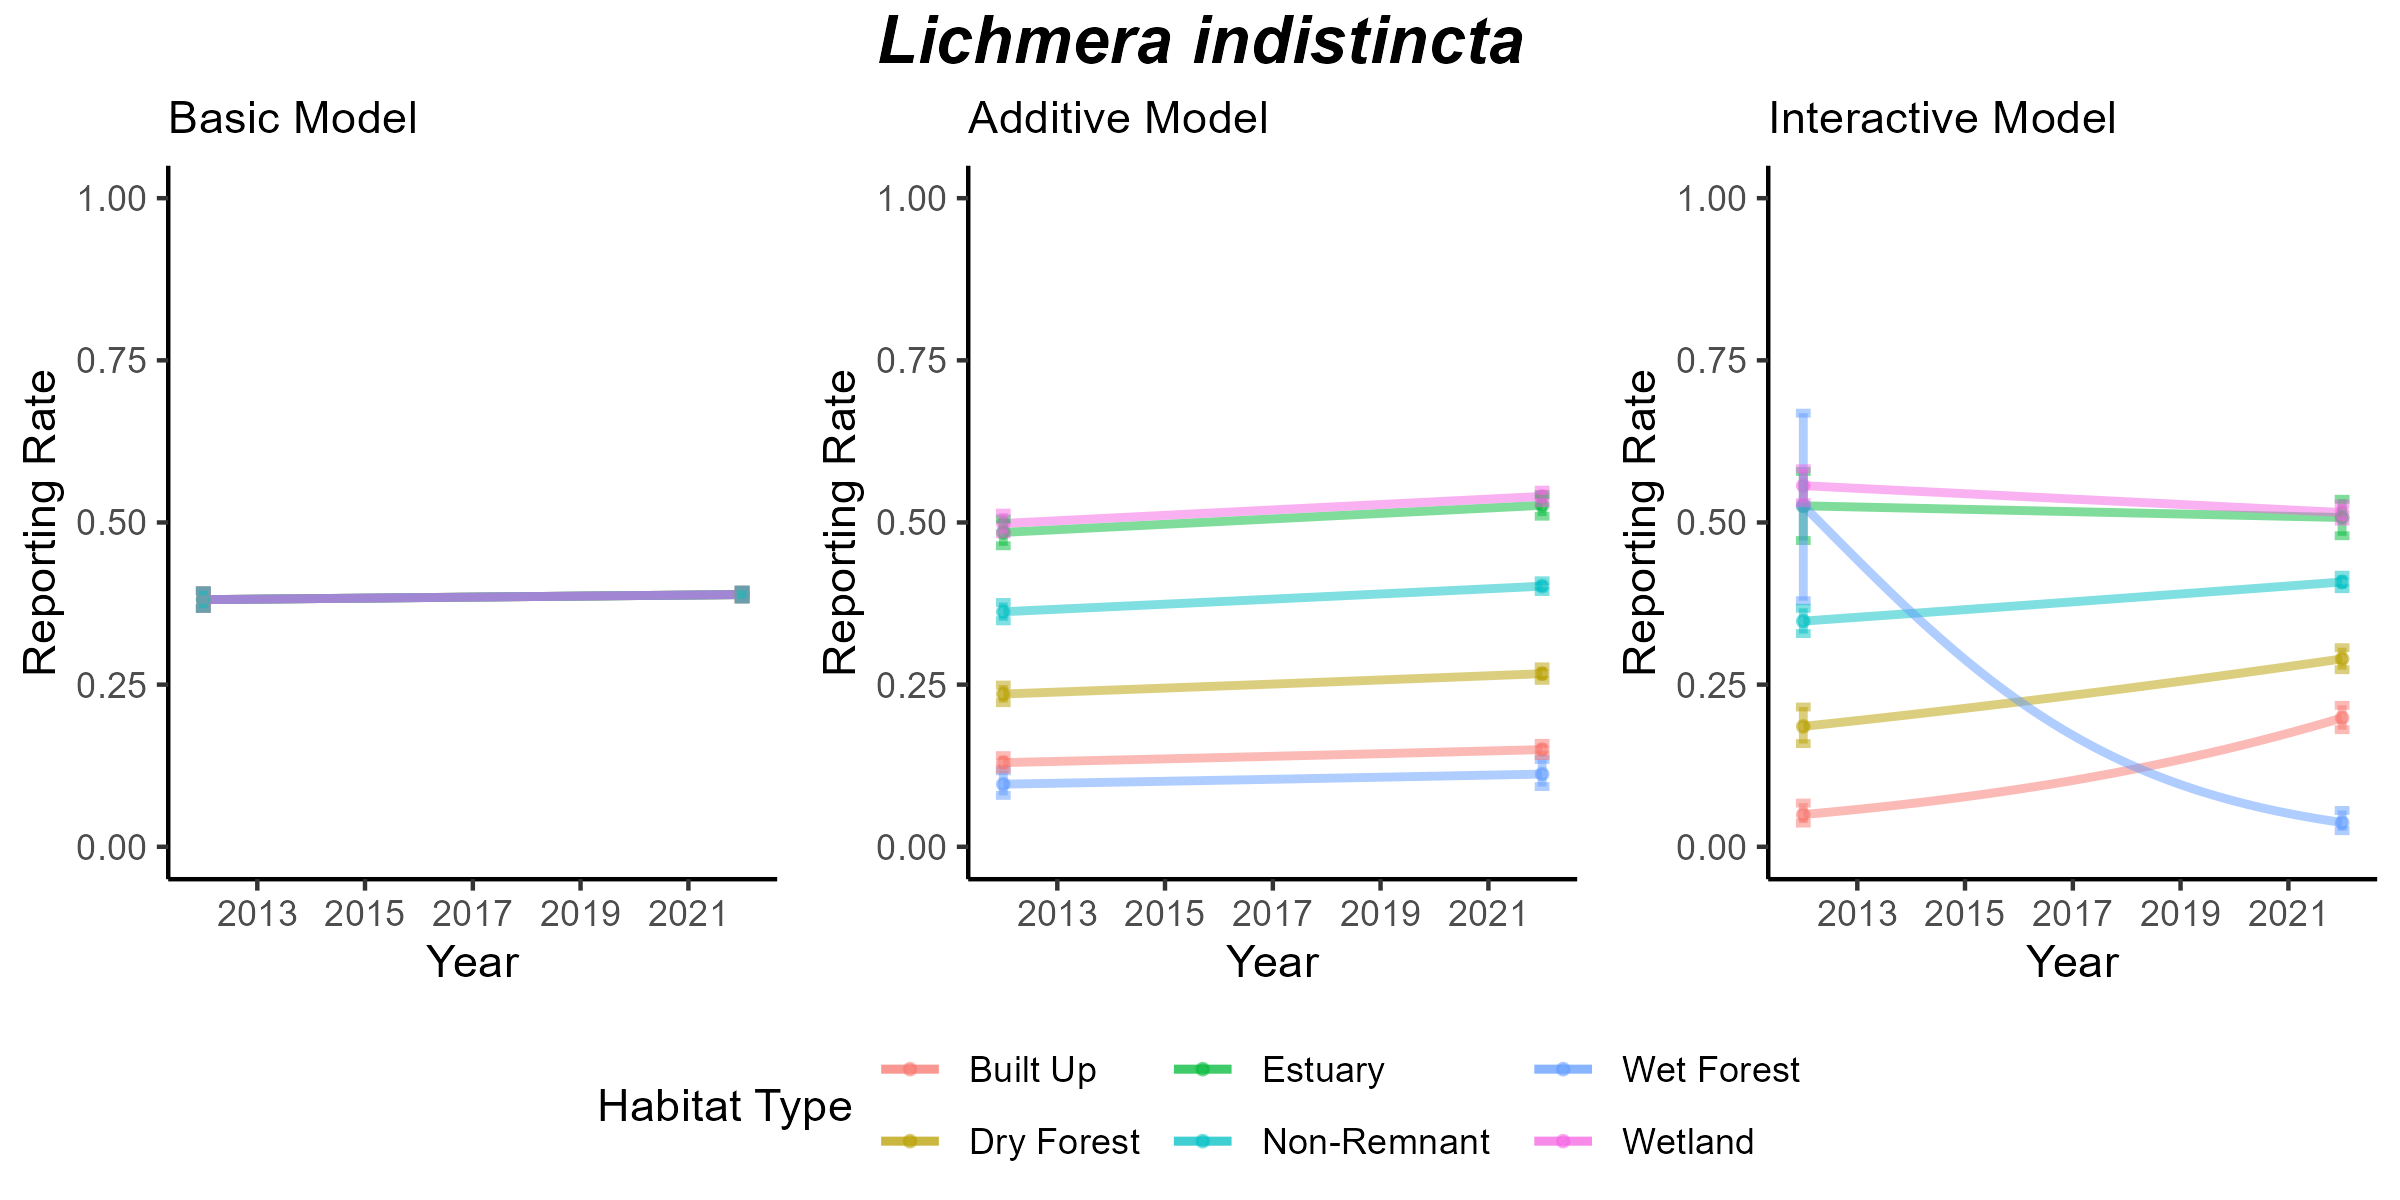 Lichmera indistincta
Basic Model
Additive Model
Interactive Model
Reporting Rate
1.00
0.75
0.50
0.25
0.00
2013 2015 2017 2019 2021
Year
Reporting Rate
1.00
0.75
0.50
0.25
0.00
2013 2015 2017 2019 2021
Year
Reporting Rate
1.00
0.75
0.50
0.25
0.00
2013 2015 2017 2019 2021
Year
Habitat Type
Built Up
Estuary
Wet Forest
Dry Forest
Non-Remnant
Wetland